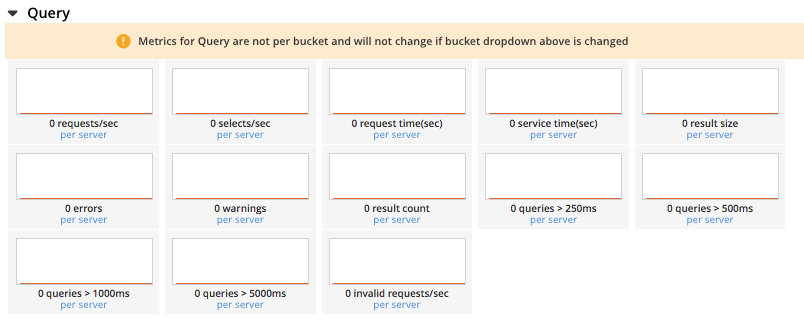 Query
Metrics for Query are not per bucket and will not change if bucket dropdown above is changed
0 requests/sec
per server
0 selects/sec
per server
0 request time(sec)
per server
0 service time(sec)
per server
0 result size
per server
0 errors
per server
0 warnings
per server
0 result count
per server
0 queries > 250ms
per server
0 queries > 500ms
per server
0 queries > 1000ms
per server
0 queries > 5000ms
per server
0 invalid requests/sec
per server